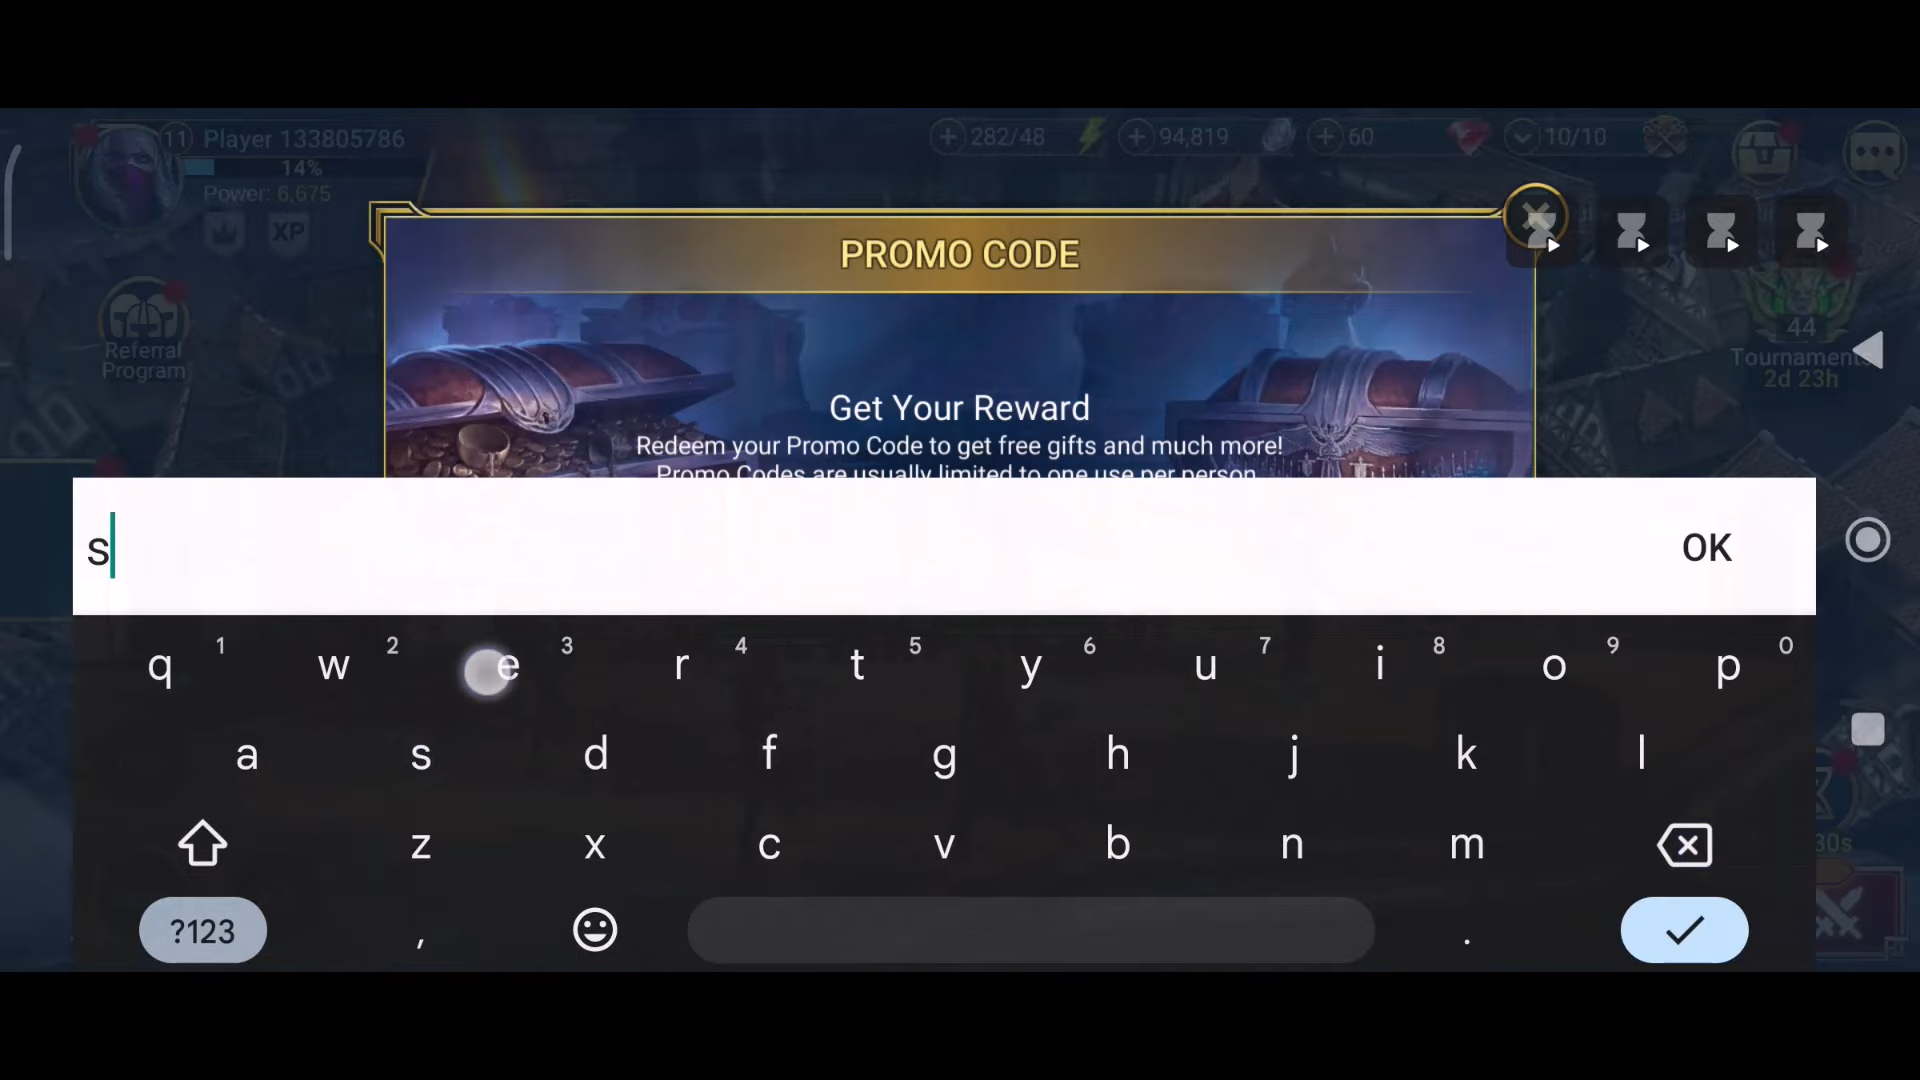 11 Player 133805786
14%
Power: 6,675
XP
282/48
94,819
60
10/10
Referral
Program
PROMO CODE
44
Tournaments
2d 23h
Get Your Reward
Redeem your Promo Code to get free gifts and much more!
Promo Codes are usually limited to one use per person
s
OK
q 1 w 2 e 3 r 4 t 5 y 6 u 7 i 8 o 9 p 0
a s d f g h j k l
z x c v b n m
30s
?123 , .